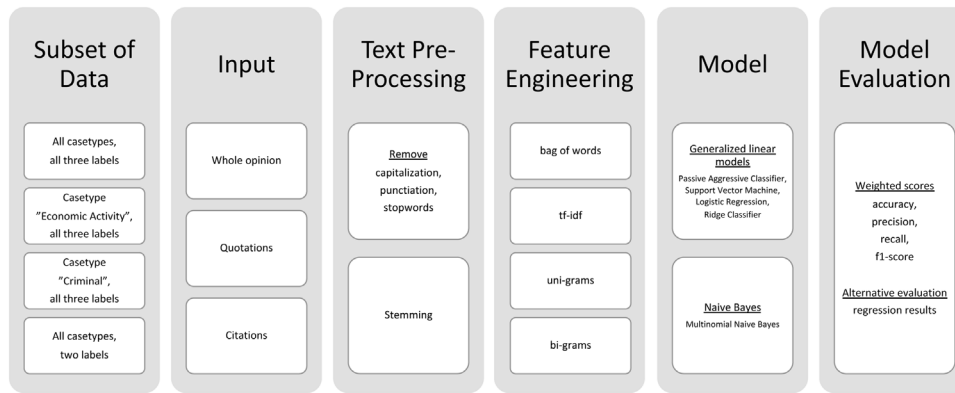 Subset of
Data
All casetypes,
all three labels
Casetype
”Economic Activity”,
all three labels
Casetype
”Criminal”,
all three labels
All casetypes,
two labels
Input
Whole opinion
Quotations
Citations
Text Pre-
Processing
Remove
capitalization,
punctiation,
stopwords
Stemming
Feature
Engineering
bag of words
tf-idf
uni-grams
bi-grams
Model
Generalized linear
models
Passive Aggressive Classifier,
Support Vector Machine,
Logistic Regression,
Ridge Classifier
Naive Bayes
Multinomial Naive Bayes
Model
Evaluation
Weighted scores
accuracy,
precision,
recall,
f1-score
Alternative evaluation
regression results